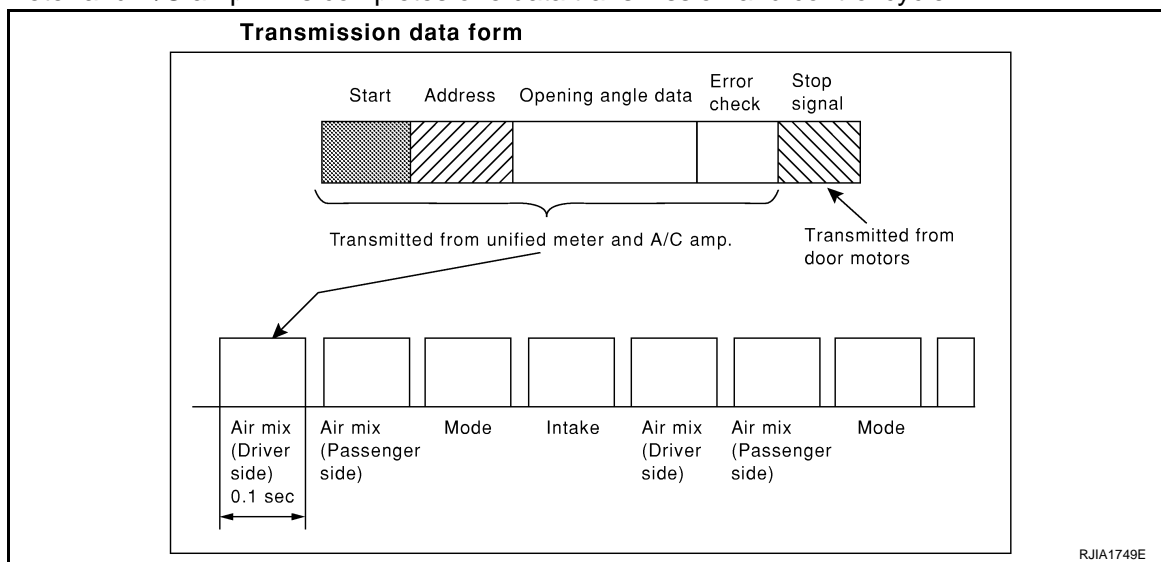 Transmission data form
Start Address Opening angle data Error check Stop signal
Transmitted from unified meter and A/C amp.
Transmitted from door motors
Air mix (Driver side) 0.1 sec
Air mix (Passenger side)
Mode
Intake
Air mix (Driver side)
Air mix (Passenger side)
Mode
RJIA1749E